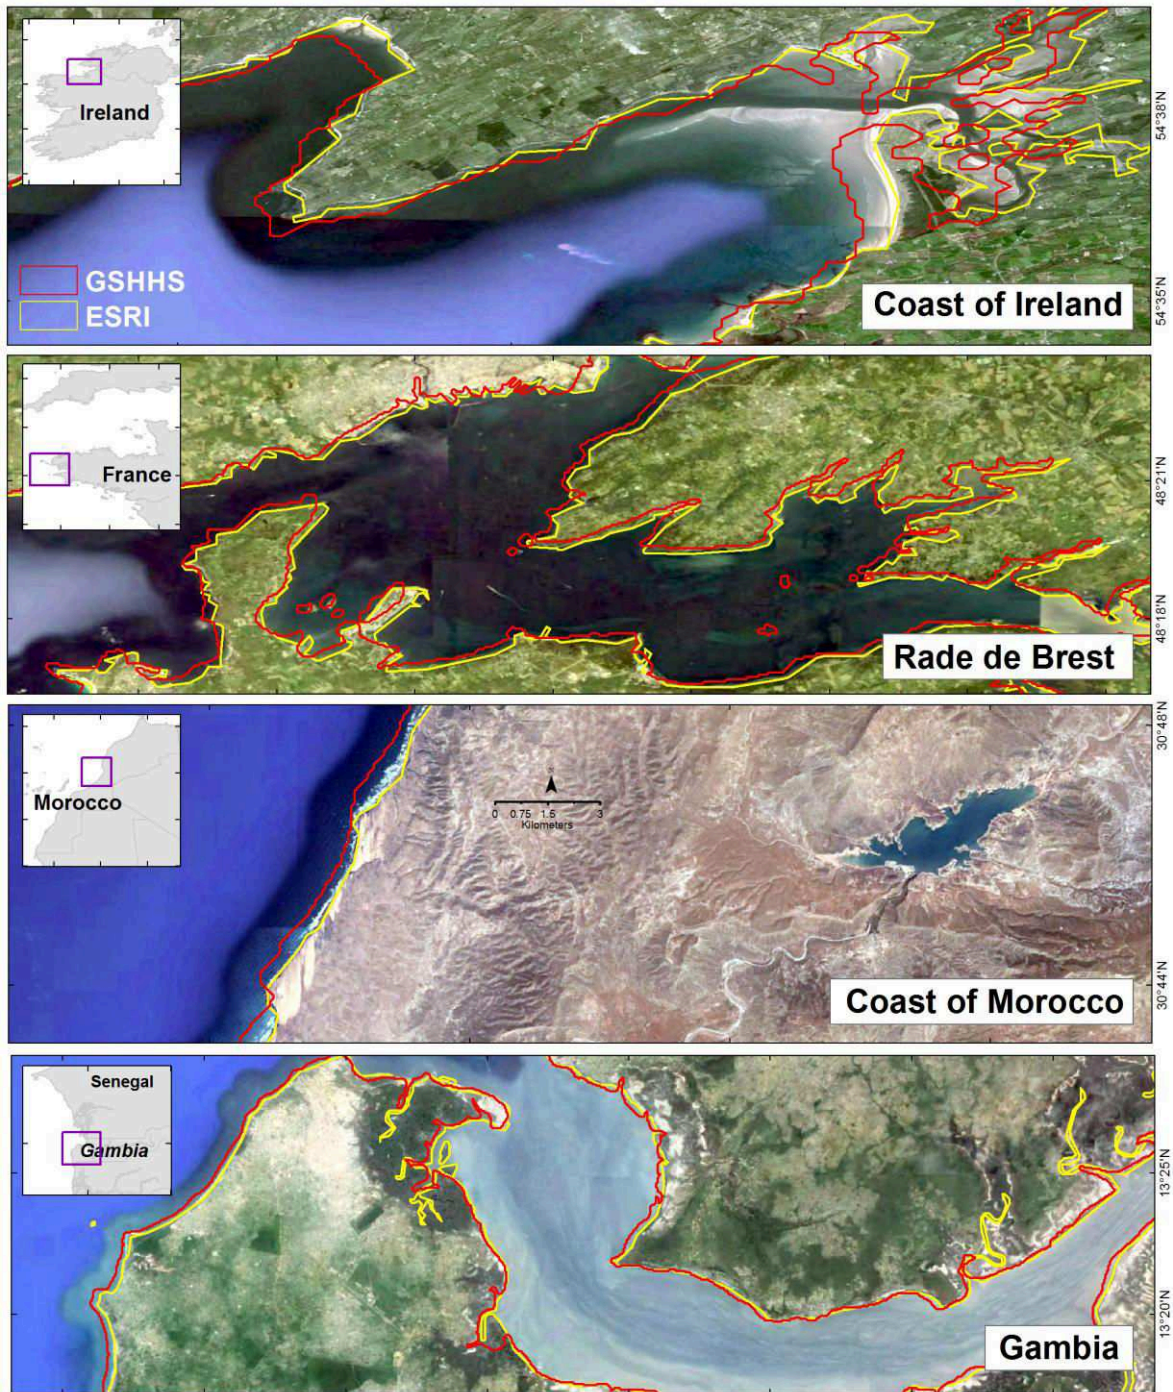 Ireland
54°38'N
GSHHS
ESRI
Coast of Ireland
54°35'N
France
48°21'N
48°18'N
Rade de Brest
Morocco
30°48'N
0 0.75 1.5 3
Kilometers
30°44'N
Coast of Morocco
Senegal
Gambia
13°25'N
13°20'N
Gambia